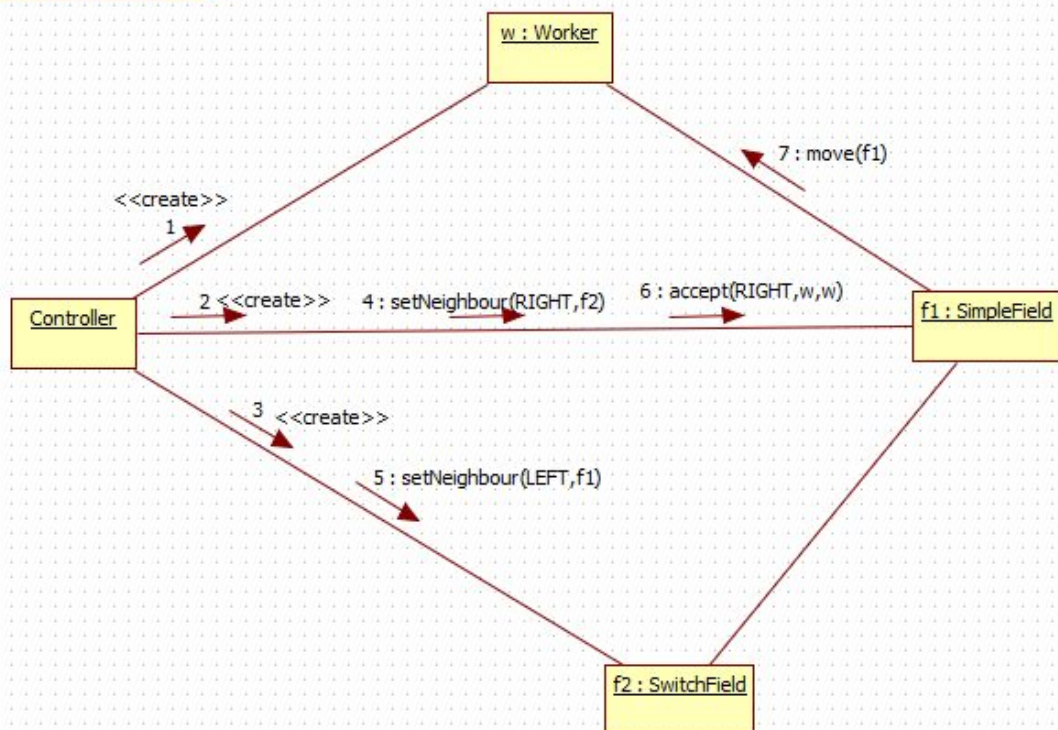 w : Worker
7 : move(f1)
<<create>>
1
2 <<create>>
4 : setNeighbour(RIGHT,f2)
6 : accept(RIGHT,w,w)
Controller
f1 : SimpleField
3 <<create>>
5 : setNeighbour(LEFT,f1)
f2 : SwitchField